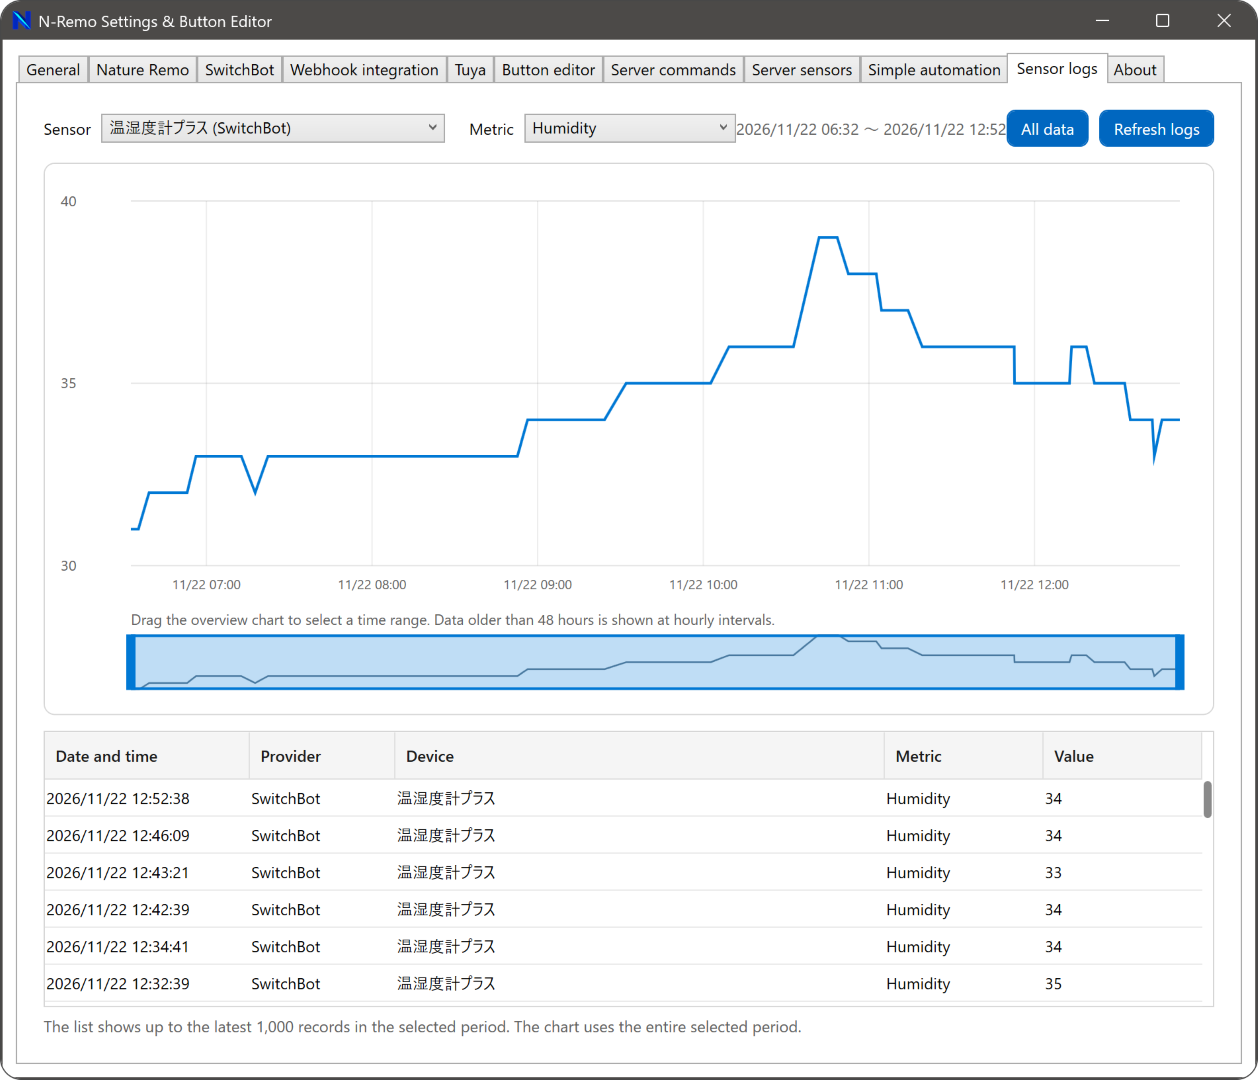 N-Remo Settings & Button Editor
General Nature Remo SwitchBot Webhook integration Tuya Button editor Server commands Server sensors Simple automation Sensor logs About
Sensor 温湿度計プラス (SwitchBot) Metric Humidity 2026/11/22 06:32 ～ 2026/11/22 12:52 All data Refresh logs
40
35
30
11/22 07:00 11/22 08:00 11/22 09:00 11/22 10:00 11/22 11:00 11/22 12:00
Drag the overview chart to select a time range. Data older than 48 hours is shown at hourly intervals.
Date and time Provider Device Metric Value
2026/11/22 12:52:38 SwitchBot 温湿度計プラス Humidity 34
2026/11/22 12:46:09 SwitchBot 温湿度計プラス Humidity 34
2026/11/22 12:43:21 SwitchBot 温湿度計プラス Humidity 33
2026/11/22 12:42:39 SwitchBot 温湿度計プラス Humidity 34
2026/11/22 12:34:41 SwitchBot 温湿度計プラス Humidity 34
2026/11/22 12:32:39 SwitchBot 温湿度計プラス Humidity 35
The list shows up to the latest 1,000 records in the selected period. The chart uses the entire selected period.